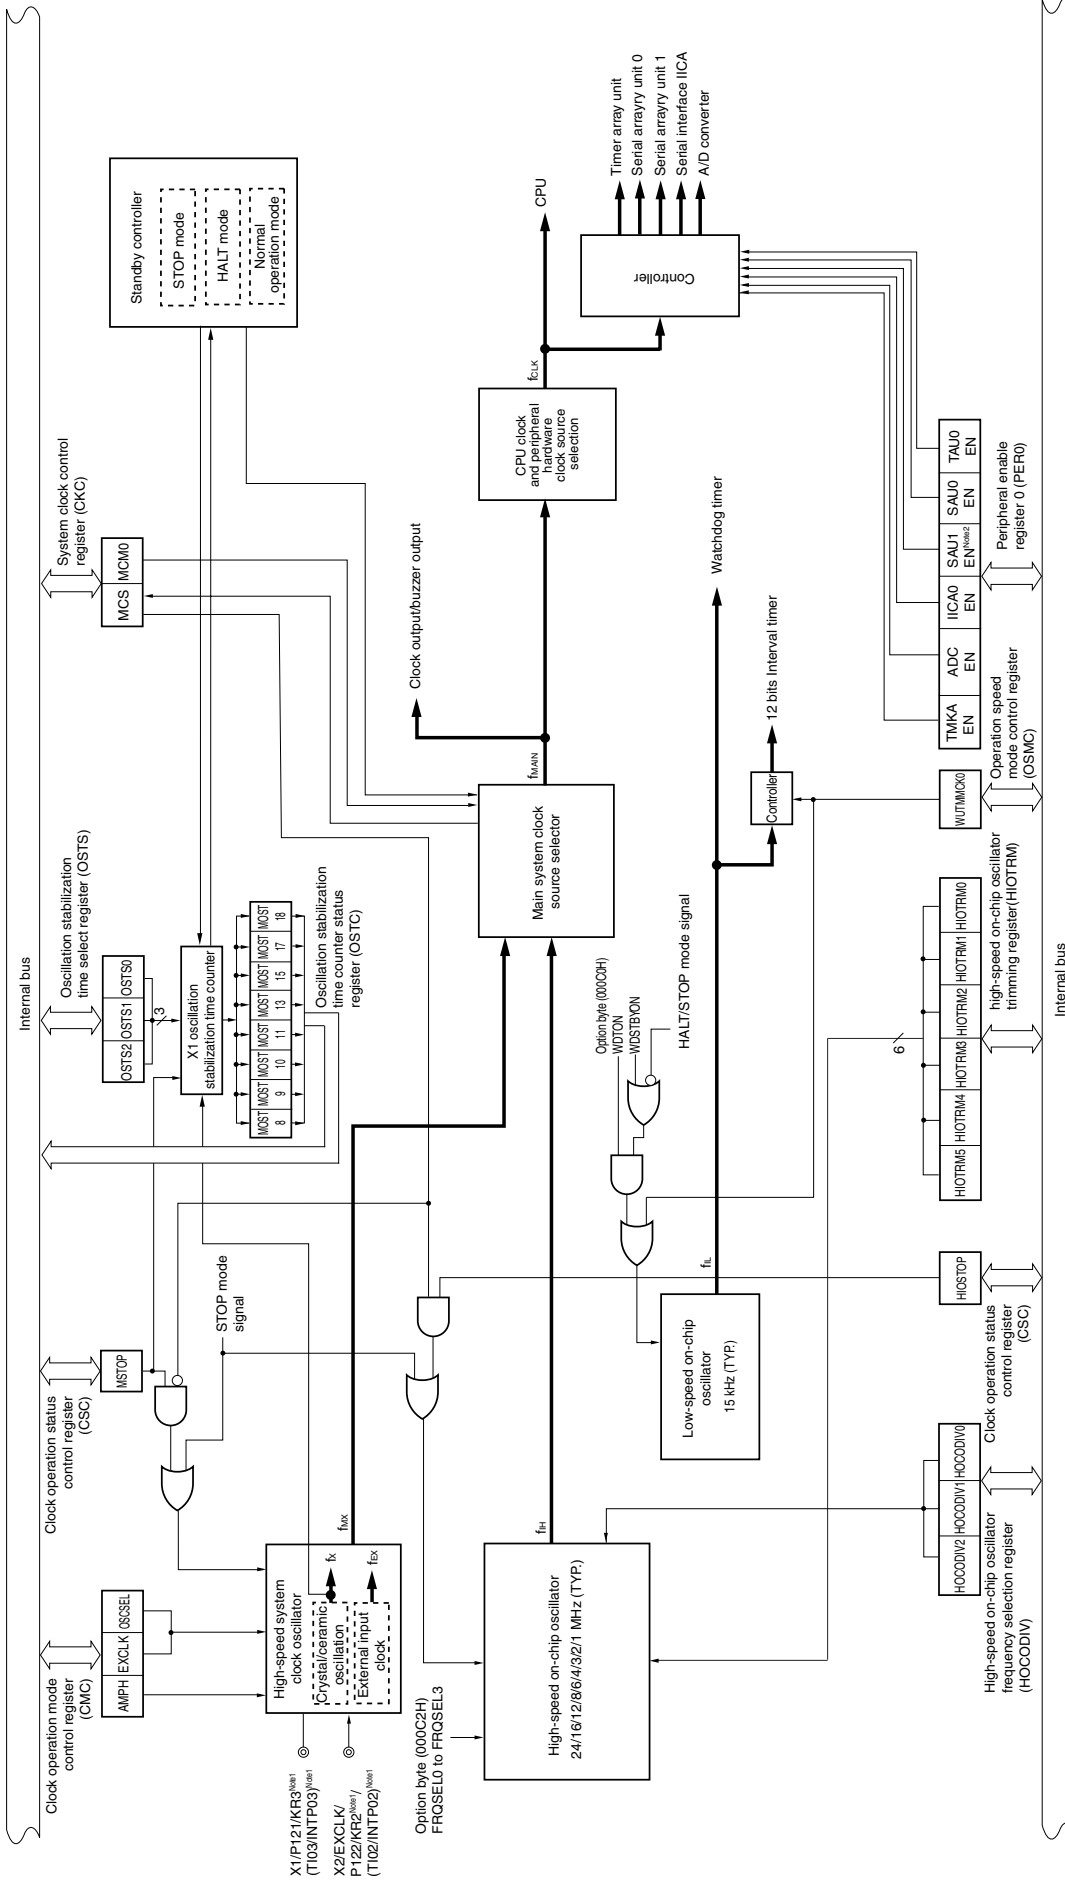 Internal bus
Clock operation mode
control register
(CMC)
AMPH
EXCLK
OSCSEL
Clock operation status
control register
(CSC)
MSTOP
STOP mode
signal
Oscillation stabilization
time select register (OSTS)
OSTS2
OSTS1
OSTS0
3
X1 oscillation
stabilization time counter
MOST
8
MOST
9
MOST
10
MOST
11
MOST
13
MOST
15
MOST
17
MOST
18
Oscillation stabilization
time counter status
register (OSTC)
System clock control
register (CKC)
MCS
MCM0
Standby controller
STOP mode
HALT mode
Normal
operation mode
High-speed system
clock oscillator
Crystal/ceramic
oscillation
External input
clock
fX
fEX
fMX
X1/P121/KR3Note1
(TI03/INTP03)Note1
X2/EXCLK/
P122/KR2Note1/
(TI02/INTP02)Note1
Option byte (000C2H)
FRQSEL0 to FRQSEL3
High-speed on-chip oscillator
24/16/12/8/6/4/3/2/1 MHz (TYP.)
fIH
Main system clock
source selector
fMAIN
Clock output/buzzer output
CPU clock
and peripheral
hardware
clock source
selection
fCLK
CPU
Controller
Timer array unit
Serial arrayry unit 0
Serial arrayry unit 1
Serial interface IICA
A/D converter
Option byte (000C0H)
WDTON
WDSTBYON
HALT/STOP mode signal
Low-speed on-chip
oscillator
15 kHz (TYP.)
fIL
Watchdog timer
Controller
12 bits Interval timer
6
HOCODIV2
HOCODIV1
HOCODIV0
High-speed on-chip oscillator
frequency selection register
(HOCODIV)
HIOSTOP
Clock operation status
control register
(CSC)
HIOTRM5
HIOTRM4
HIOTRM3
HIOTRM2
HIOTRM1
HIOTRM0
high-speed on-chip oscillator
trimming register(HIOTRM)
WUTMMCK0
Operation speed
mode control register
(OSMC)
TMKA
EN
ADC
EN
IICA0
EN
SAU1
ENNote2
SAU0
EN
TAU0
EN
Peripheral enable
register 0 (PER0)
Internal bus